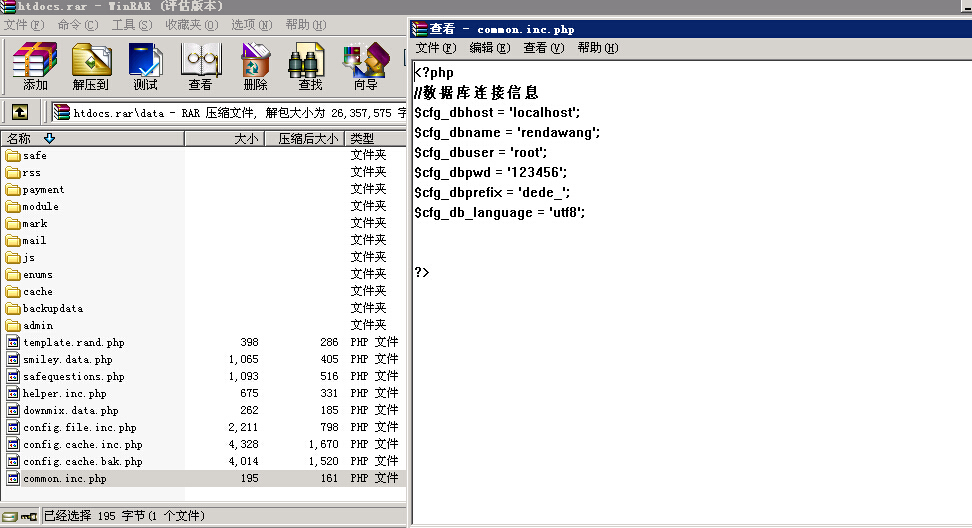 htdocs.rar - WinRAR (评估版本)
文件(F) 命令(C) 工具(S) 收藏夹(O) 选项(N) 帮助(H)
添加 解压到 测试 查看 删除 查找 向导
htdocs.rar\data - RAR 压缩文件, 解包大小为 26,357,575 字
名称 大小 压缩后大小 类型
safe 文件夹
rss 文件夹
payment 文件夹
module 文件夹
mark 文件夹
mail 文件夹
js 文件夹
enums 文件夹
cache 文件夹
backupdata 文件夹
admin 文件夹
template.rand.php 398 286 PHP 文件
smiley.data.php 1,065 405 PHP 文件
safequestions.php 1,093 516 PHP 文件
helper.inc.php 675 331 PHP 文件
downmix.data.php 262 185 PHP 文件
config.file.inc.php 2,211 798 PHP 文件
config.cache.inc.php 4,328 1,670 PHP 文件
config.cache.bak.php 4,014 1,520 PHP 文件
common.inc.php 195 161 PHP 文件
已经选择 195 字节(1 个文件)
查看 - common.inc.php
文件(F) 编辑(E) 查看(V) 帮助(H)
<?php
//数据库连接信息
$cfg_dbhost = 'localhost';
$cfg_dbname = 'rendawang';
$cfg_dbuser = 'root';
$cfg_dbpwd = '123456';
$cfg_dbprefix = 'dede_';
$cfg_db_language = 'utf8';
?>